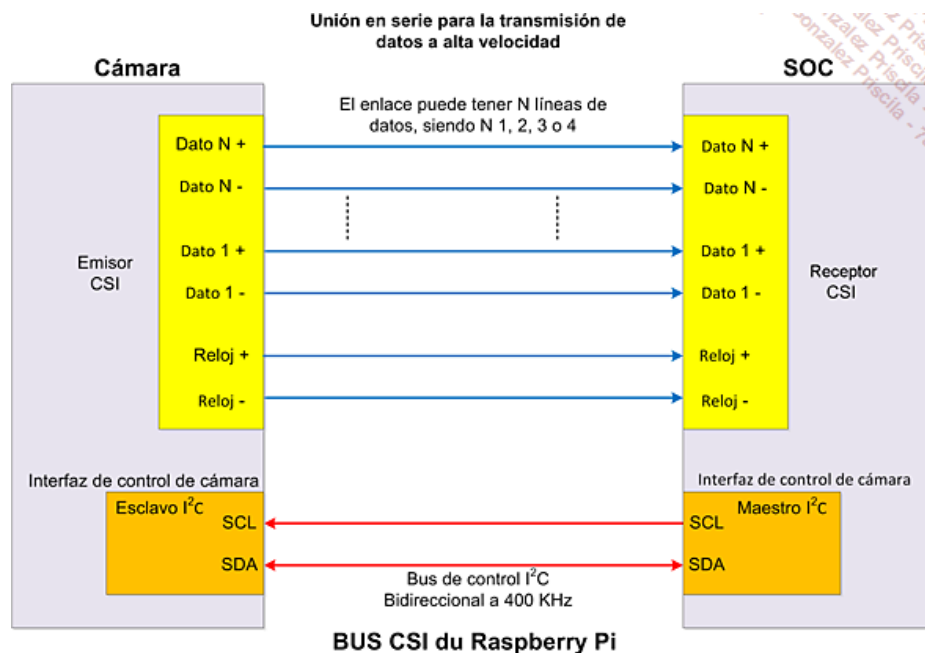 Unión en serie para la transmisión de
datos a alta velocidad
Cámara
SOC
El enlace puede tener N líneas de
datos, siendo N 1, 2, 3 o 4
Dato N +
Dato N +
Dato N -
Dato N -
Dato 1 +
Dato 1 +
Emisor
CSI
Receptor
CSI
Dato 1 -
Dato 1 -
Reloj +
Reloj +
Reloj -
Reloj -
Interfaz de control de cámara
Interfaz de control de cámara
Esclavo I²C
Maestro I²C
SCL
SCL
SDA
SDA
Bus de control I²C
Bidireccional a 400 KHz
BUS CSI du Raspberry Pi
Gonzalez Priscila - 7